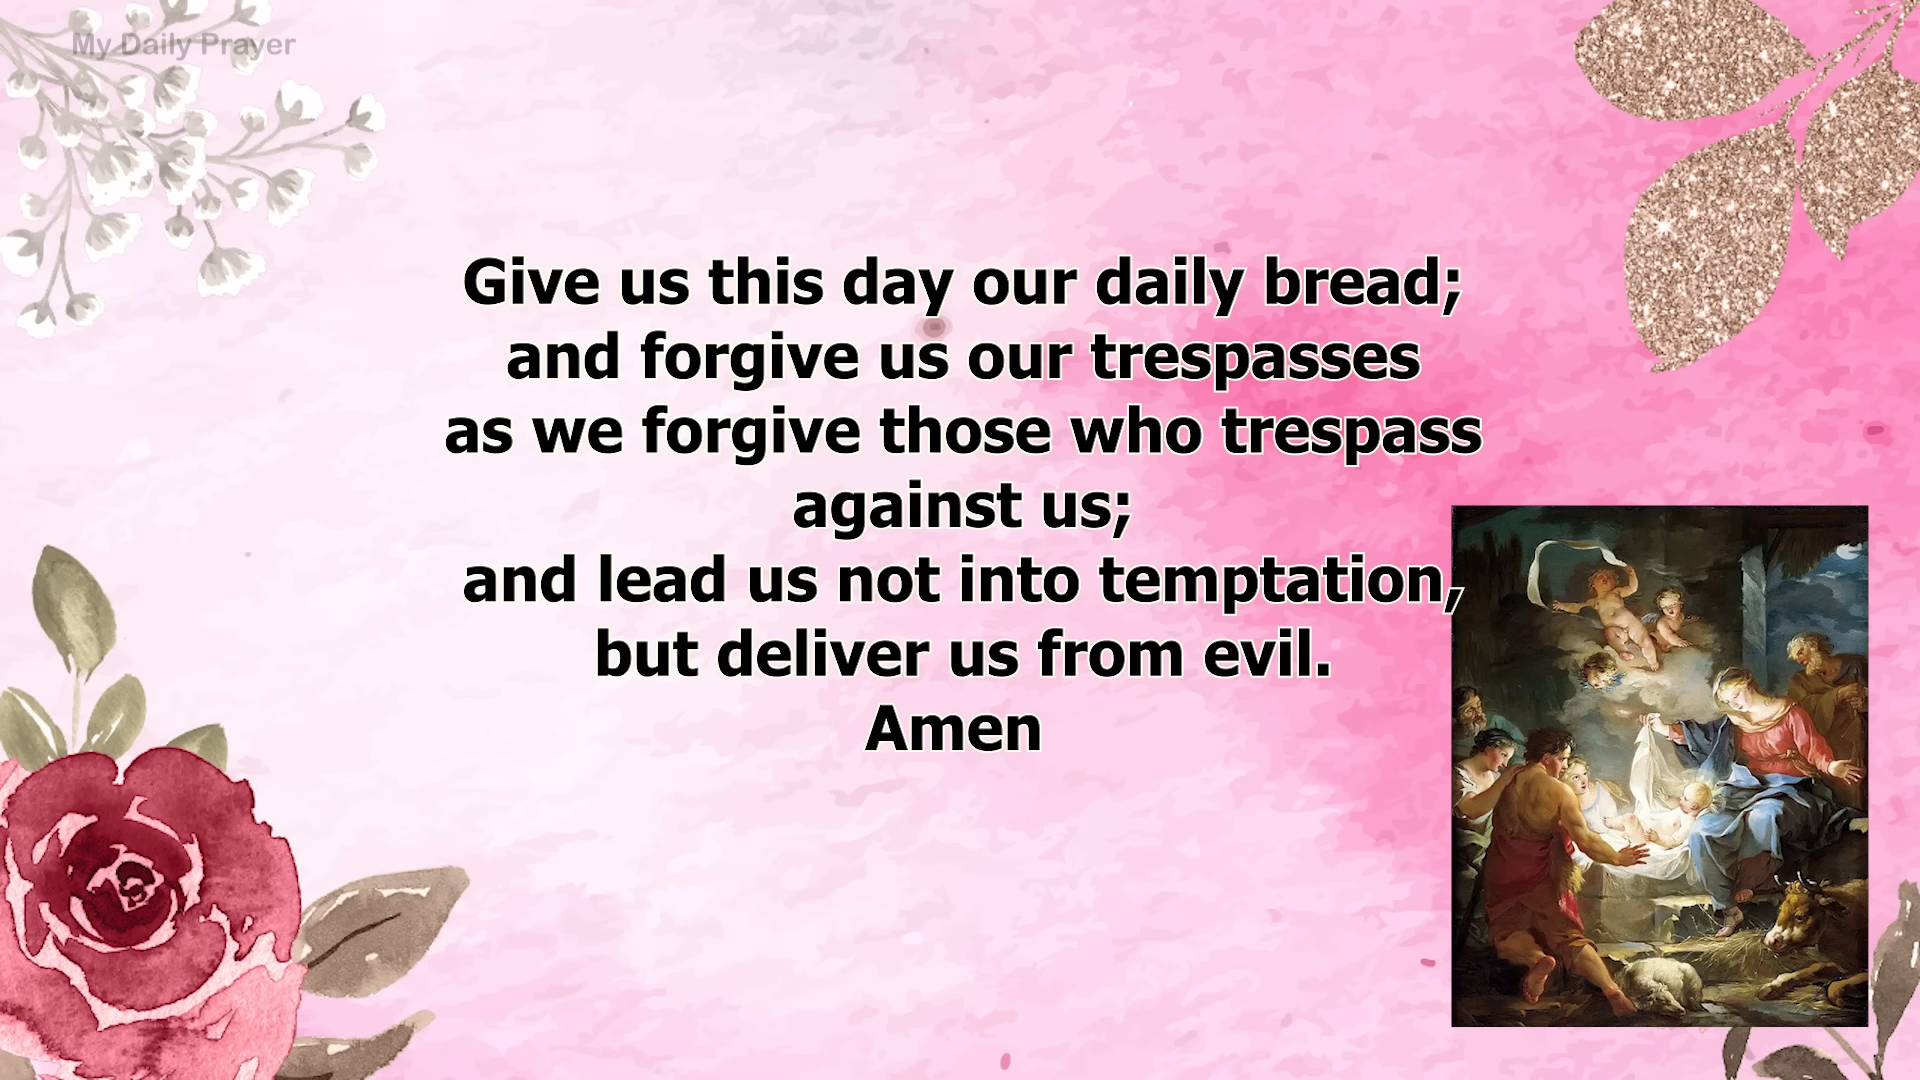 My Daily Prayer
Give us this day our daily bread;
and forgive us our trespasses
as we forgive those who trespass
against us;
and lead us not into temptation,
but deliver us from evil.
Amen